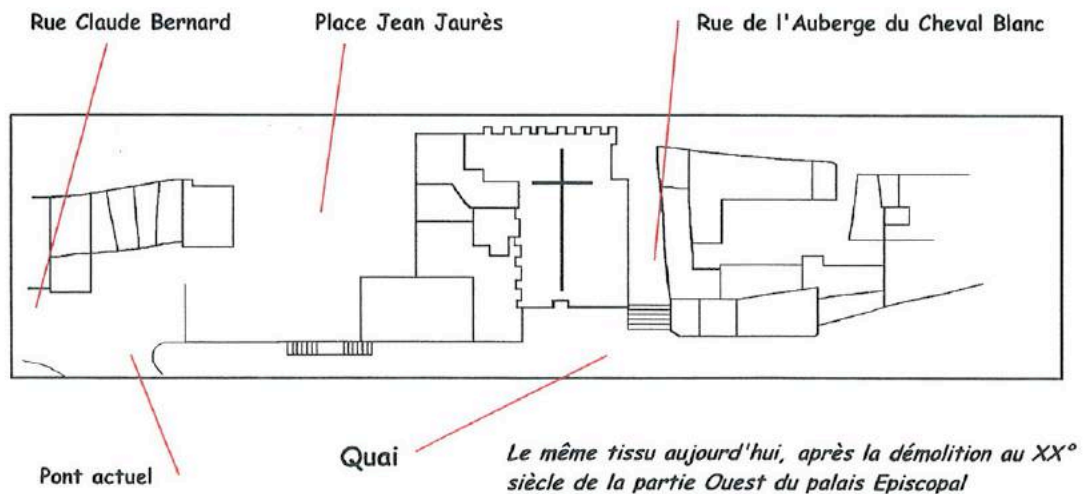 Rue Claude Bernard
Place Jean Jaurès
Rue de l'Auberge du Cheval Blanc
Pont actuel
Quai
Le même tissu aujourd'hui, après la démolition au XX°
siècle de la partie Ouest du palais Episcopal